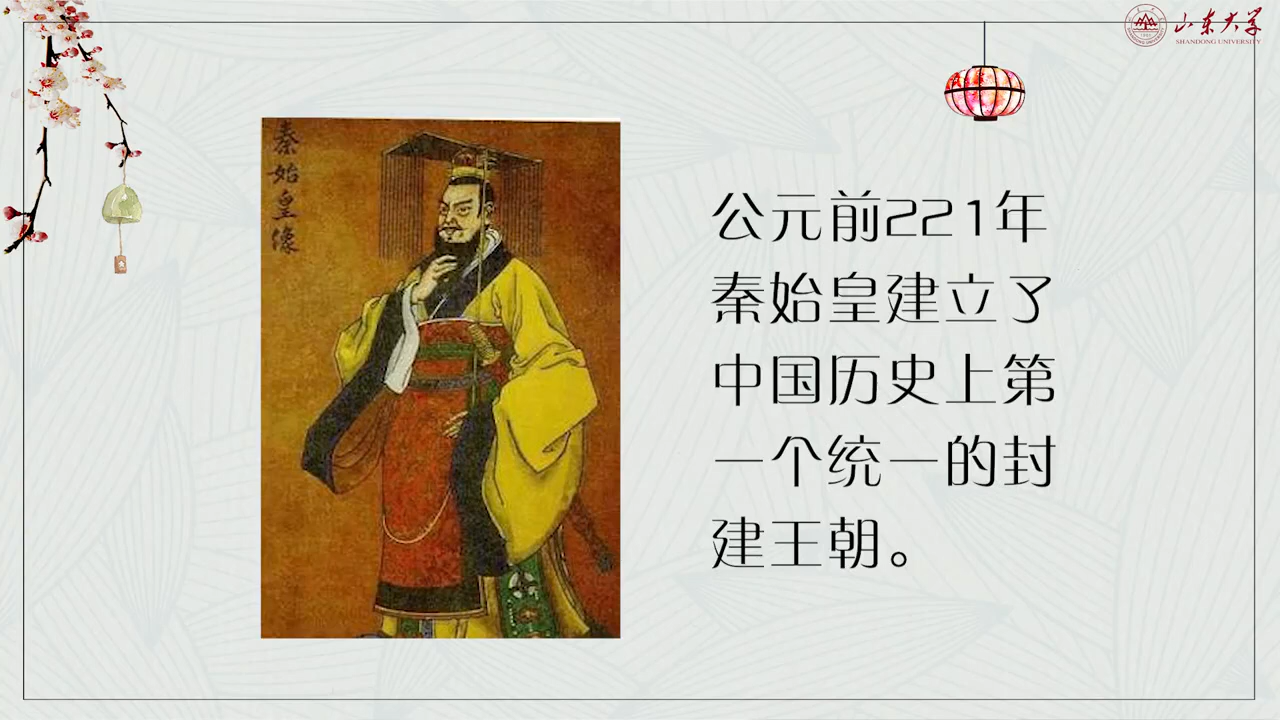 山东大学
SHANDONG UNIVERSITY
秦始皇像
公元前221年
秦始皇建立了
中国历史上第
一个统一的封
建王朝。